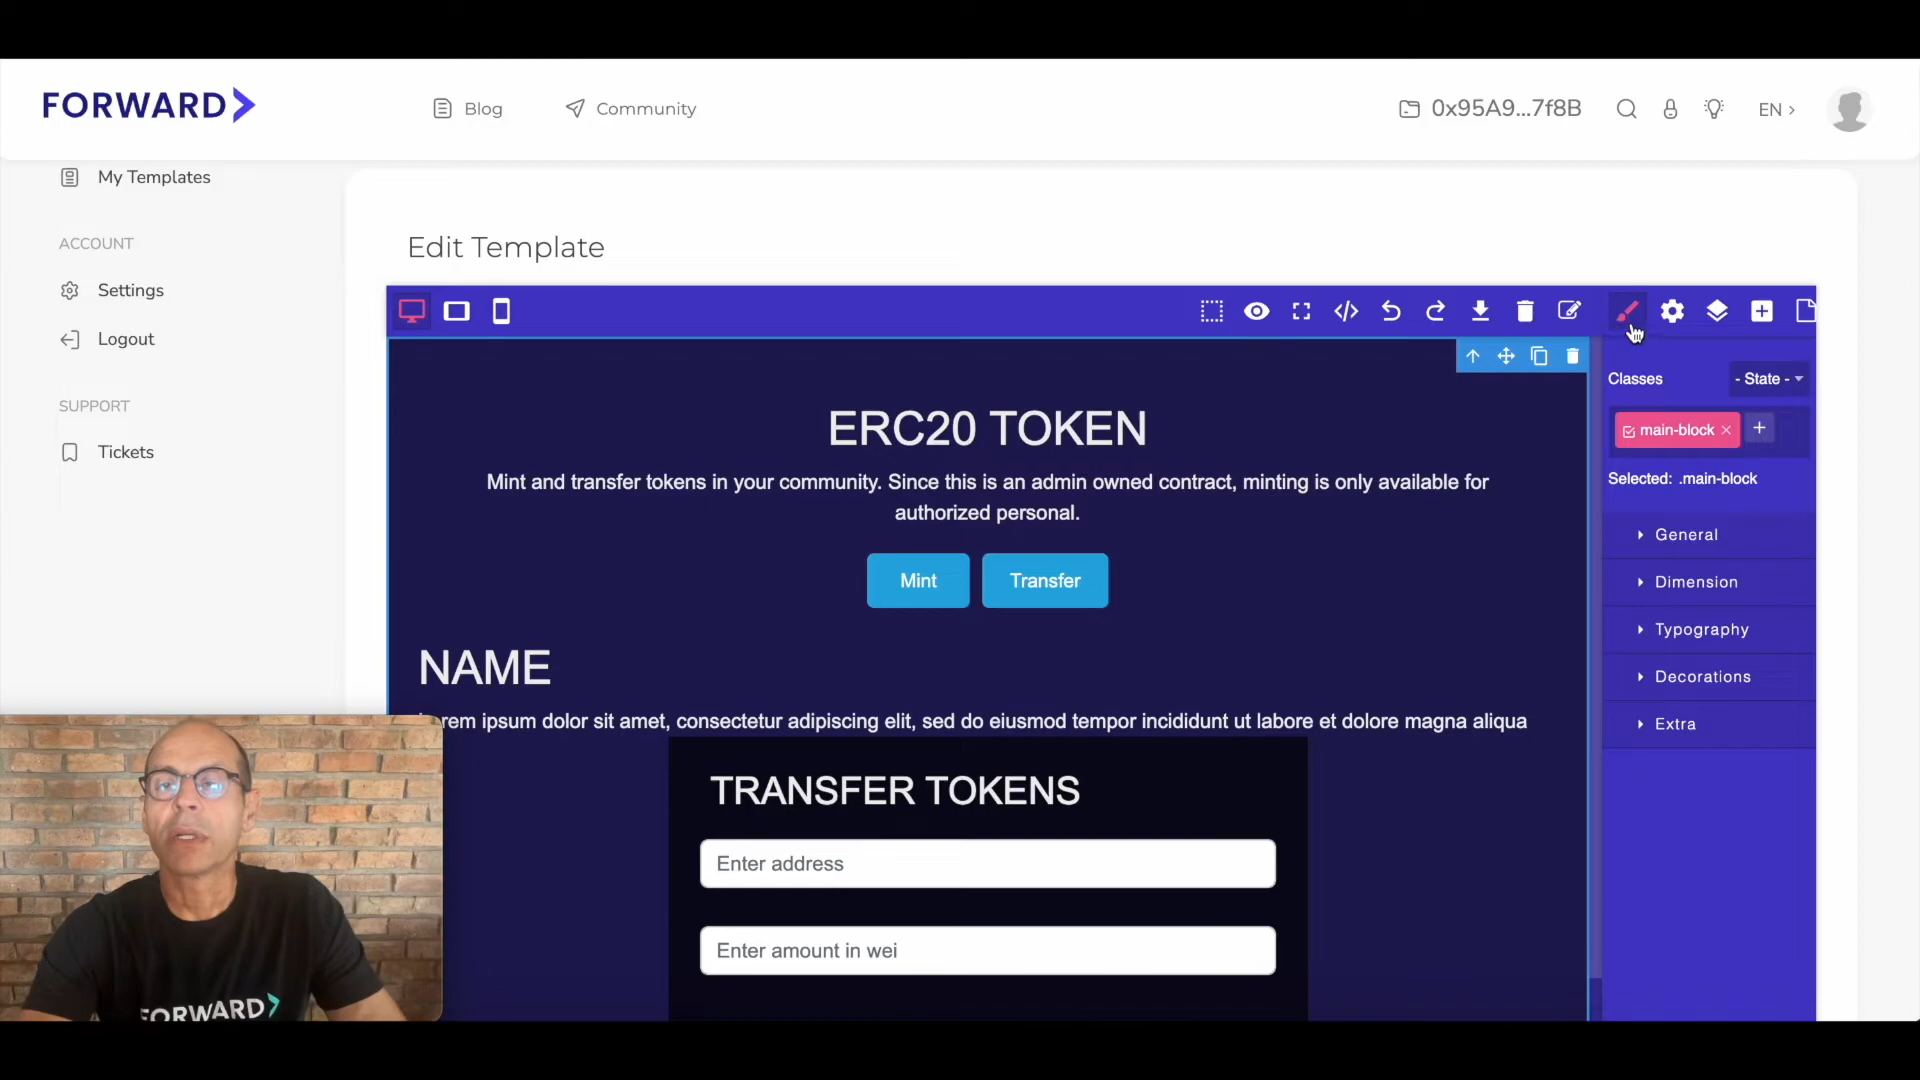 FORWARD
Blog
Community
0x95A9...7f8B
EN
My Templates
ACCOUNT
Settings
Logout
SUPPORT
Tickets
Edit Template
ERC20 TOKEN
Mint and transfer tokens in your community. Since this is an admin owned contract, minting is only available for
authorized personal.
Mint
Transfer
NAME
rem ipsum dolor sit amet, consectetur adipiscing elit, sed do eiusmod tempor incididunt ut labore et dolore magna aliqua
TRANSFER TOKENS
Enter address
Enter amount in wei
Classes
- State -
main-block
Selected: .main-block
General
Dimension
Typography
Decorations
Extra
FORWARD